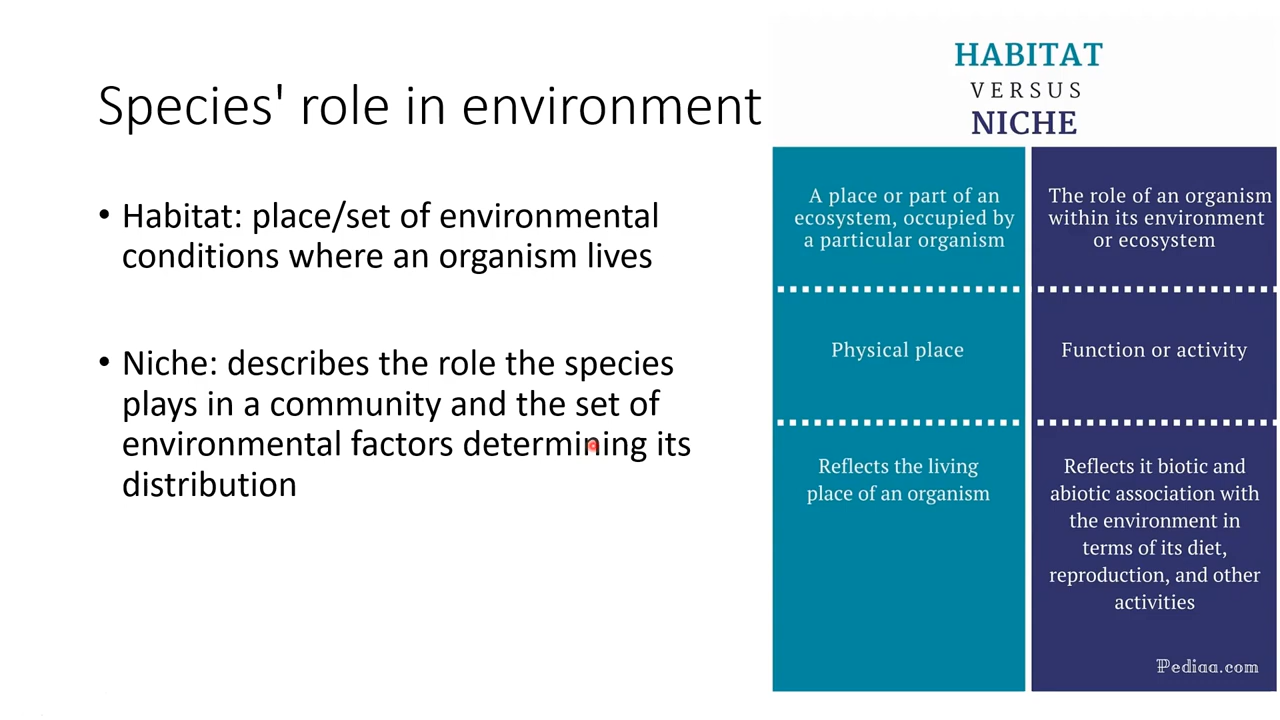 Species' role in environment
• Habitat: place/set of environmental
conditions where an organism lives
• Niche: describes the role the species
plays in a community and the set of
environmental factors determining its
distribution
HABITAT
VERSUS
NICHE
A place or part of an
ecosystem, occupied by
a particular organism
The role of an organism
within its environment
or ecosystem
Physical place
Function or activity
Reflects the living
place of an organism
Reflects it biotic and
abiotic association with
the environment in
terms of its diet,
reproduction, and other
activities
Pediaa.com